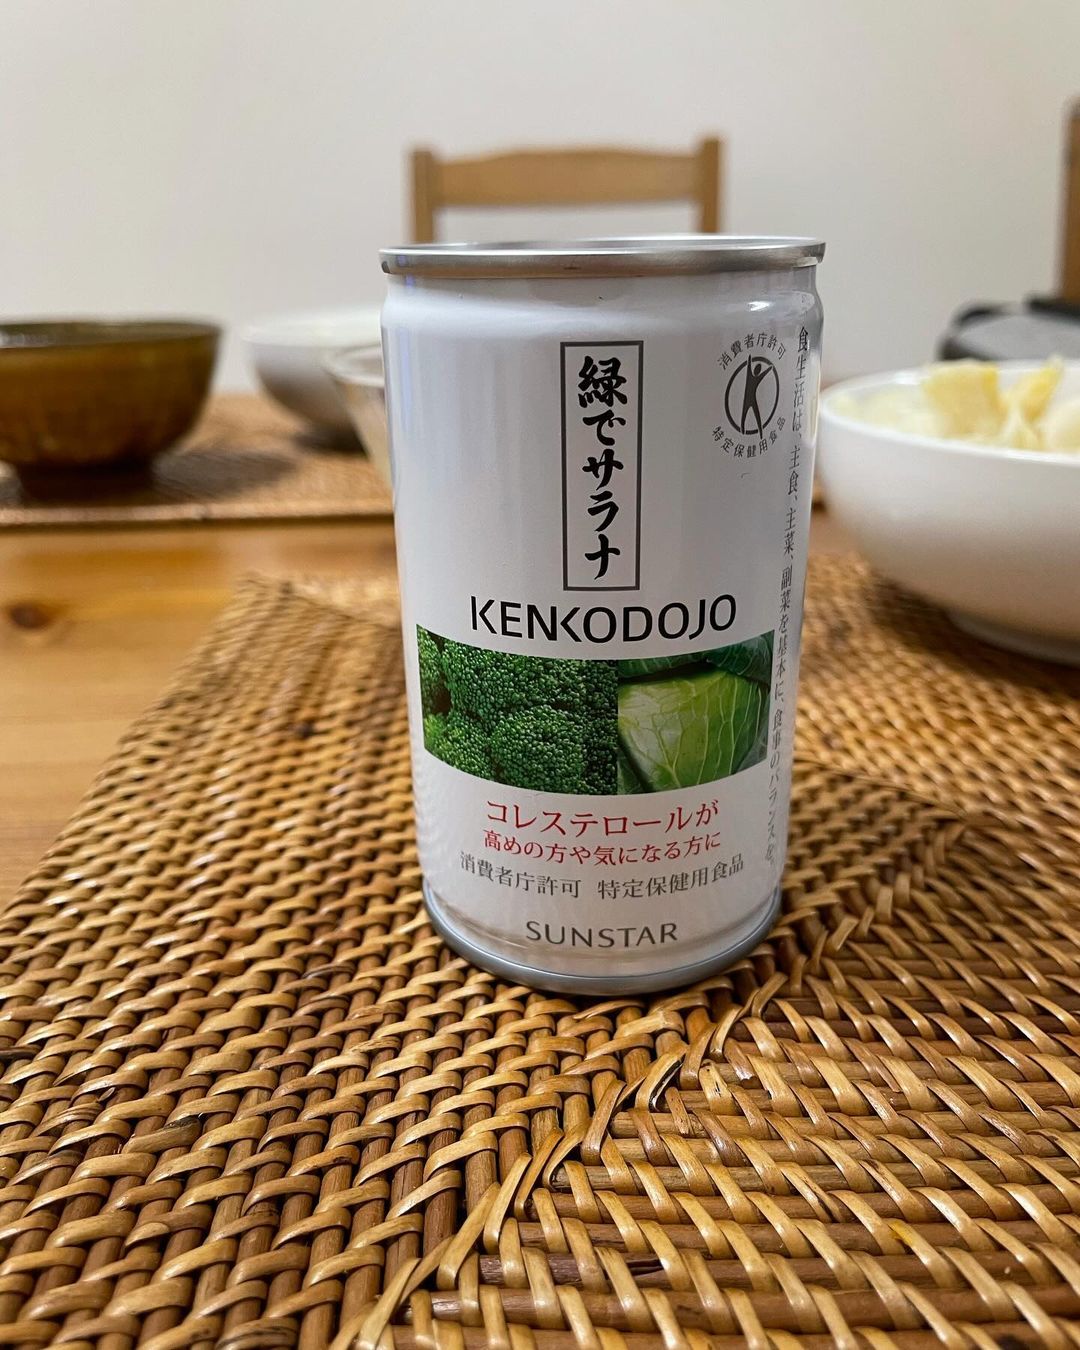 緑でサラナ
消費者庁許可
特定保健用食品
食生活は、主食、主菜、副菜を基本に、食事のバランスを。
KENKODOJO
コレステロールが
高めの方や気になる方に
消費者庁許可 特定保健用食品
SUNSTAR